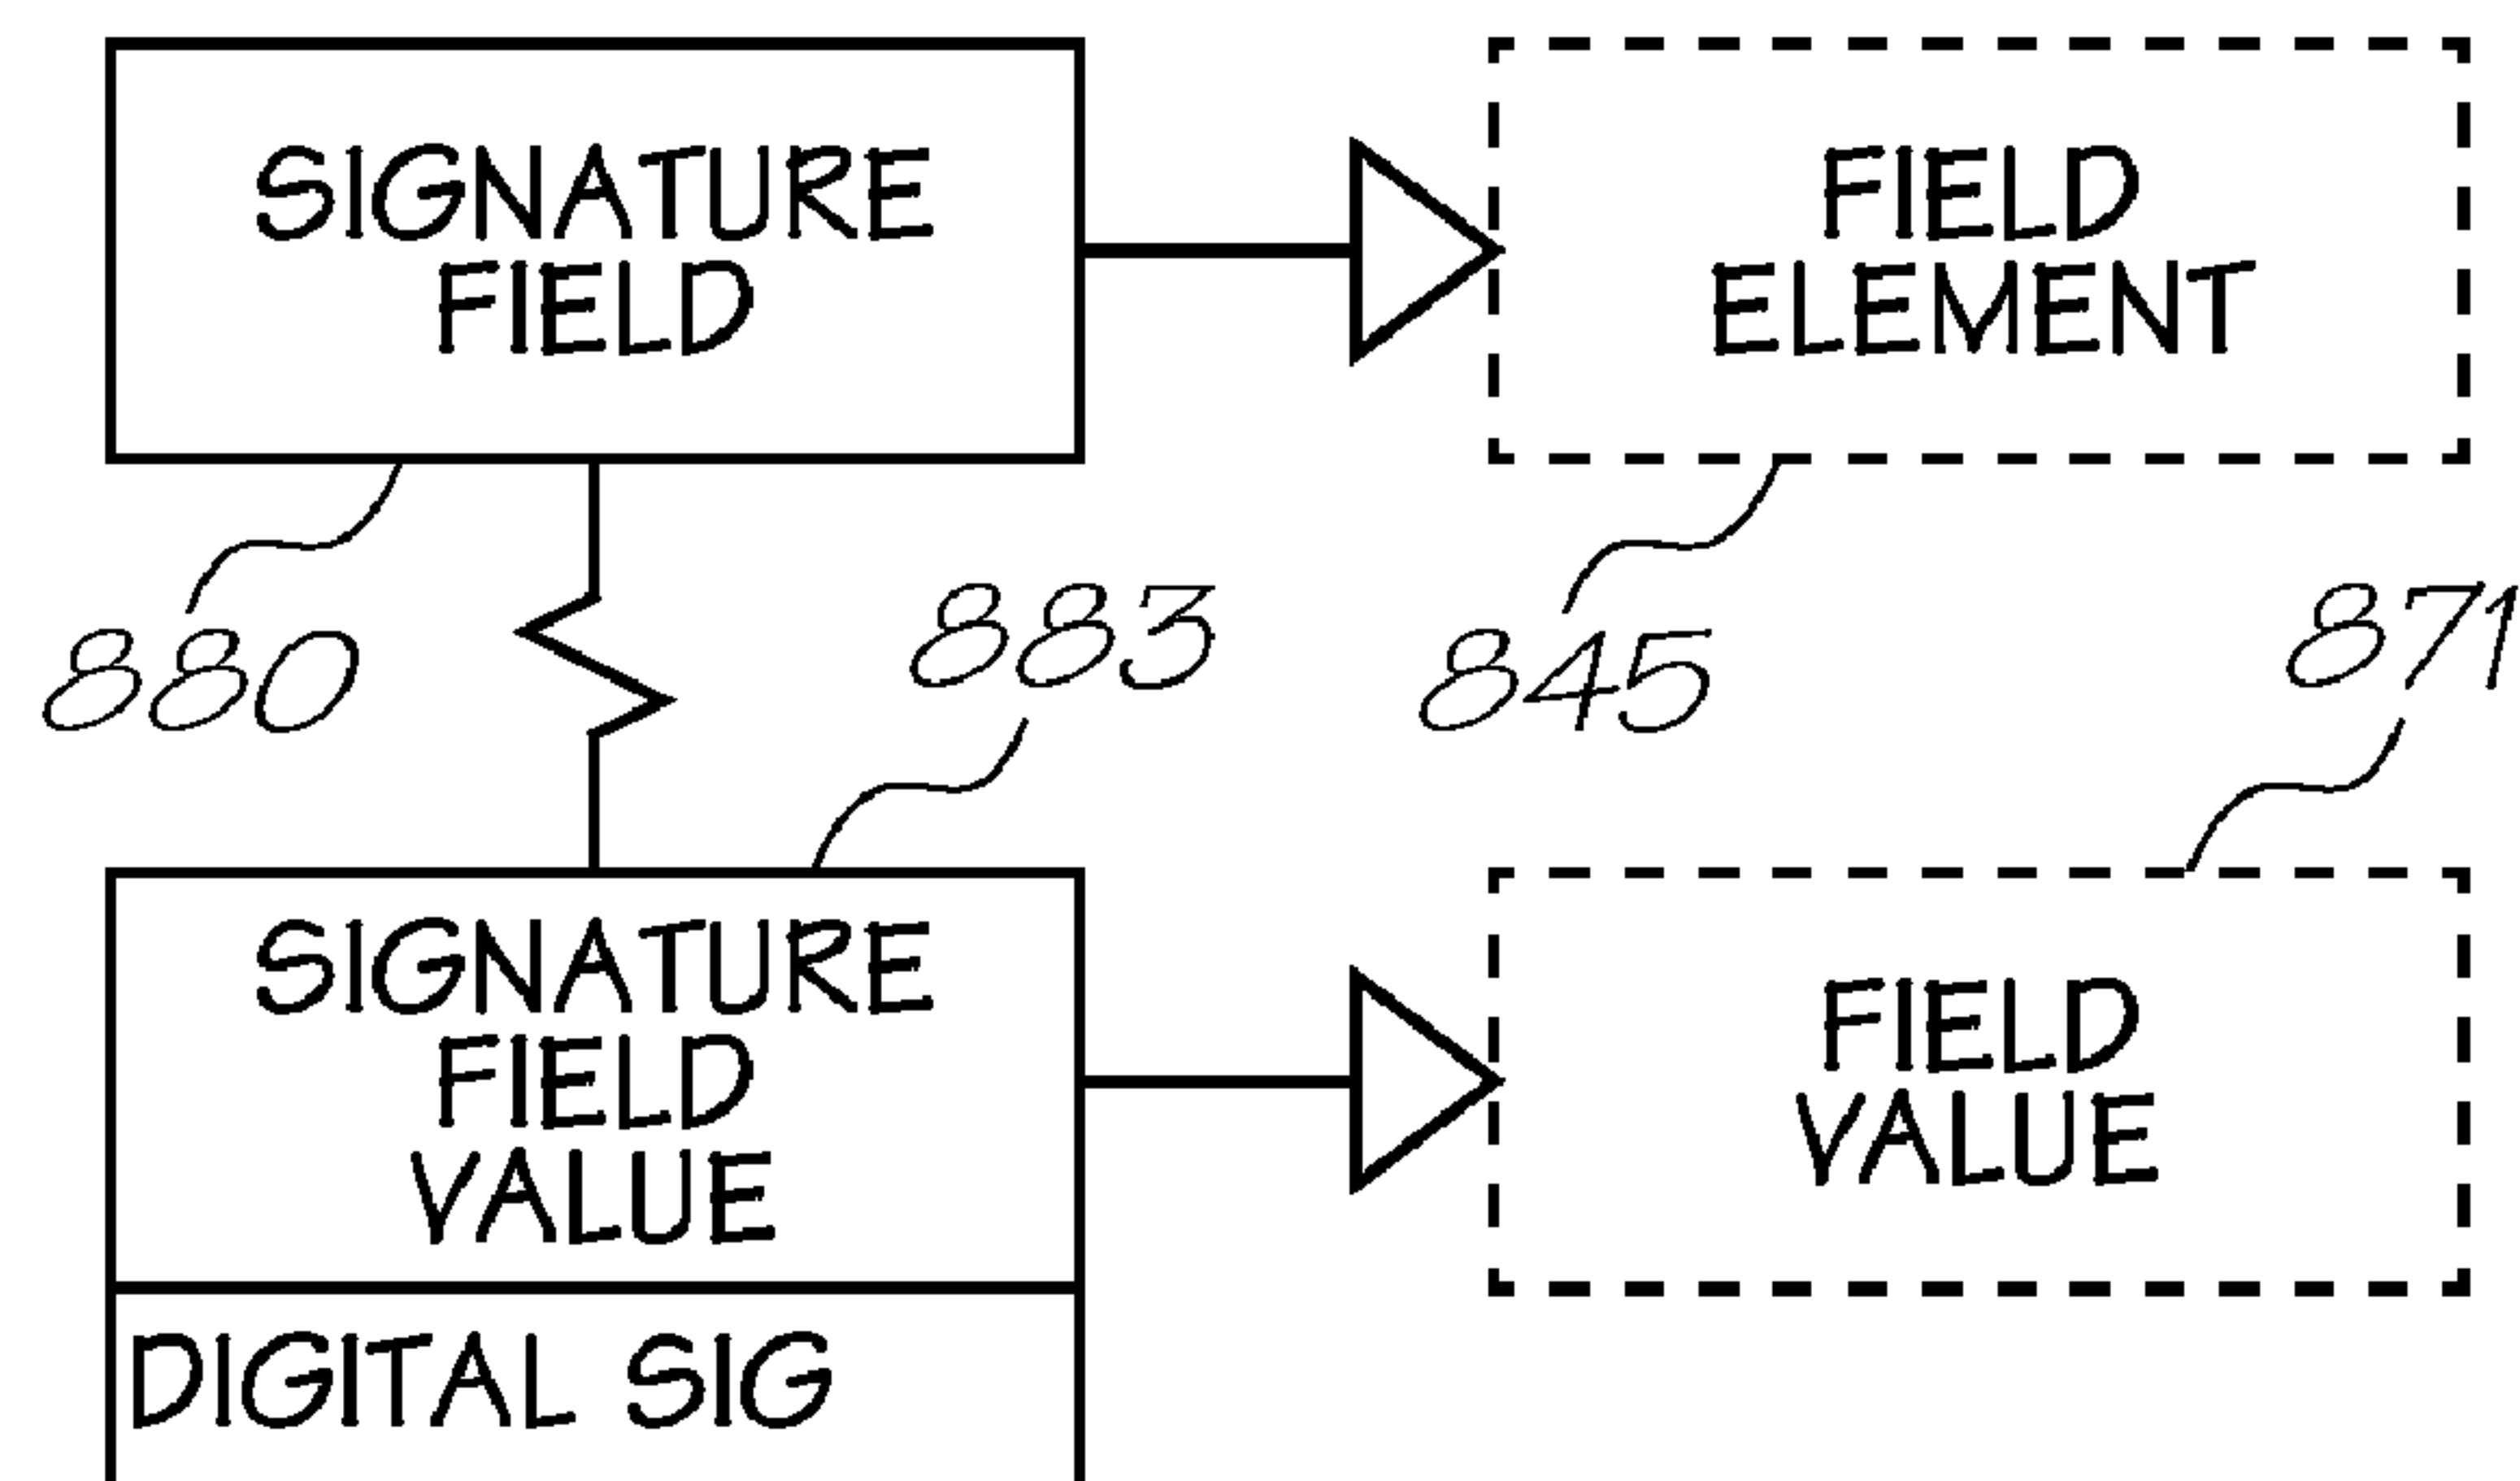 SIGNATURE
FIELD
FIELD
ELEMENT
880
883
845
871
SIGNATURE
FIELD
VALUE
FIELD
VALUE
DIGITAL SIG